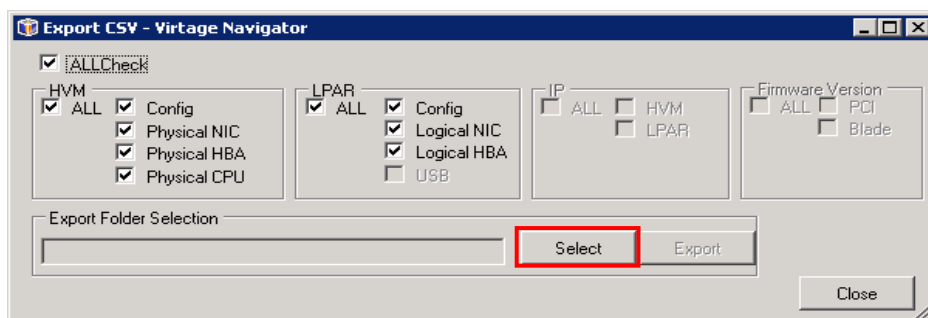 Export CSV - Virtage Navigator
ALLCheck
HVM
ALL
Config
Physical NIC
Physical HBA
Physical CPU
LPAR
ALL
Config
Logical NIC
Logical HBA
USB
IP
ALL
HVM
LPAR
Firmware Version
ALL
PCI
Blade
Export Folder Selection
Select
Export
Close